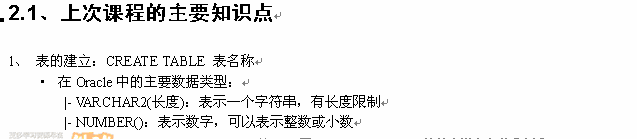 2.1、上次课程的主要知识点
1、 表的建立：CREATE TABLE 表名称
• 在 Oracle 中的主要数据类型：
|- VARCHAR2(长度)：表示一个字符串，有长度限制
|- NUMBER()：表示数字，可以表示整数或小数